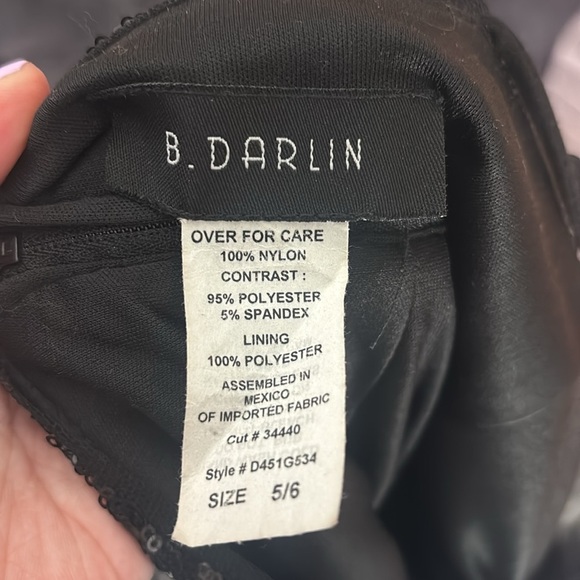 B. DARLIN
OVER FOR CARE
100% NYLON
CONTRAST :
95% POLYESTER
5% SPANDEX
LINING
100% POLYESTER
ASSEMBLED IN
MEXICO
OF IMPORTED FABRIC
Cut # 34440
Style # D451G534
SIZE 5/6